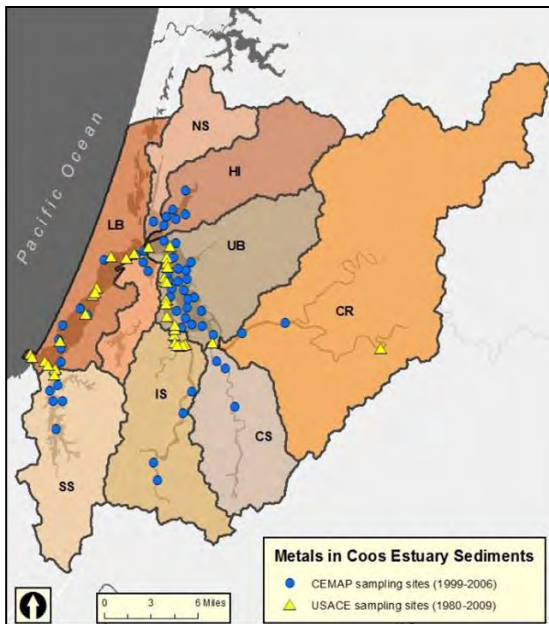 Pacific Ocean
NS
HI
LB
UB
CR
IS
CS
SS
Metals in Coos Estuary Sediments
CEMAP sampling sites (1999-2006)
USACE sampling sites (1980-2009)
0 3 6 Miles